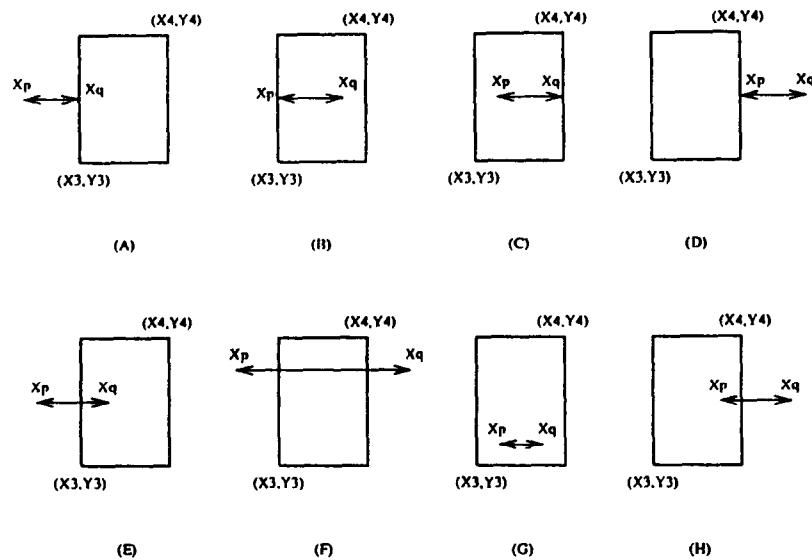 (X4,Y4) (X4,Y4) (X4,Y4) (X4,Y4)
Xp Xq Xp Xq Xp Xq Xp Xq
(X3,Y3) (X3,Y3) (X3,Y3) (X3,Y3)
(A) (B) (C) (D)
(X4,Y4) (X4,Y4) (X4,Y4) (X4,Y4)
Xp Xq Xp Xq Xp Xq Xp Xq
(X3,Y3) (X3,Y3) (X3,Y3) (X3,Y3)
(E) (F) (G) (H)